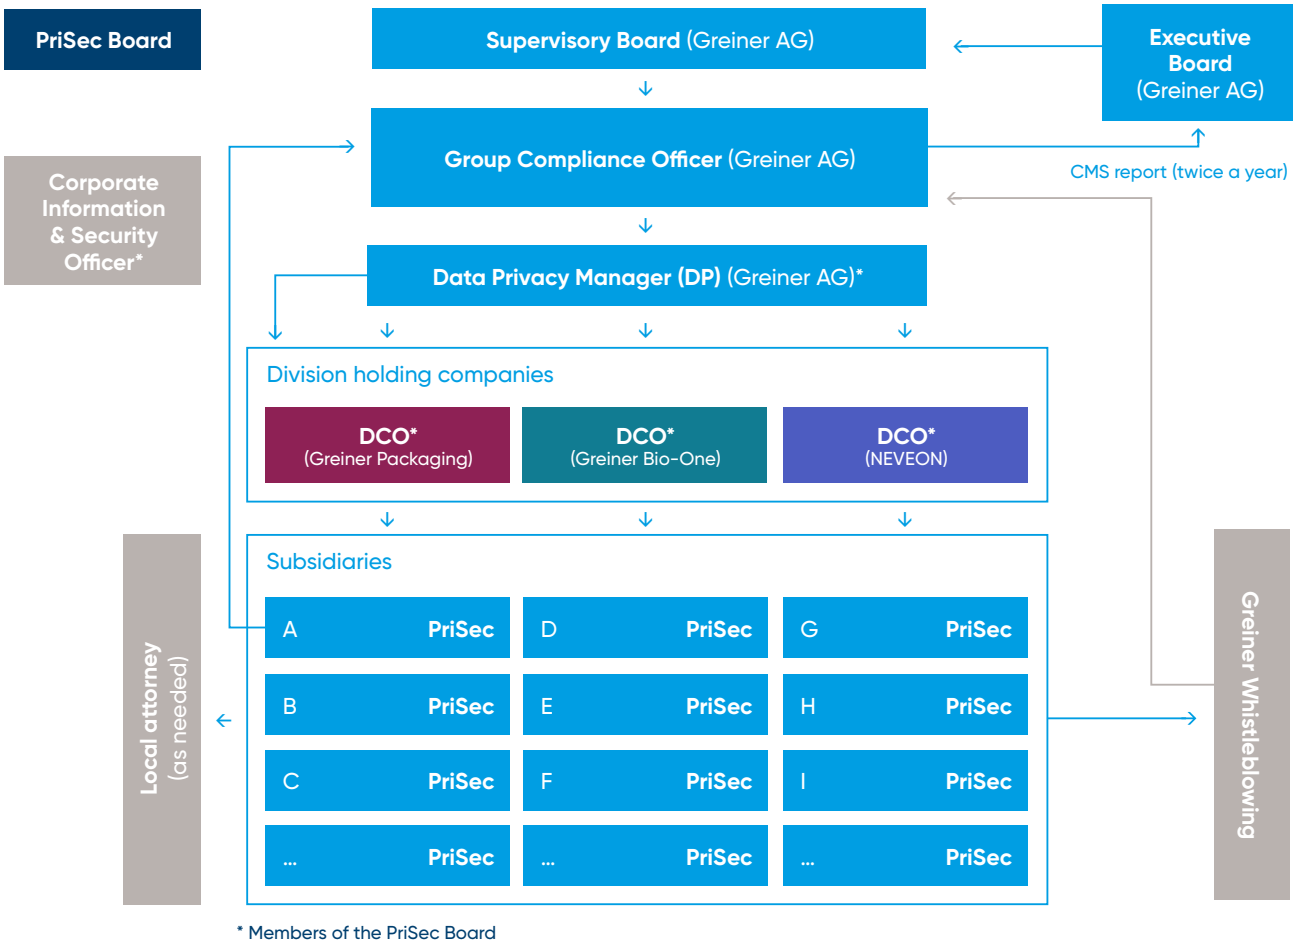 PriSec Board
Supervisory Board (Greiner AG)
Executive
Board
(Greiner AG)
Group Compliance Officer (Greiner AG)
CMS report (twice a year)
Corporate
Information
& Security
Officer*
Data Privacy Manager (DP) (Greiner AG)*
Division holding companies
DCO*
(Greiner Packaging)
DCO*
(Greiner Bio-One)
DCO*
(NEVEON)
Subsidiaries
A PriSec
D PriSec
G PriSec
B PriSec
E PriSec
H PriSec
C PriSec
F PriSec
I PriSec
... PriSec
... PriSec
... PriSec
Local attorney
(as needed)
Greiner Whistleblowing
* Members of the PriSec Board